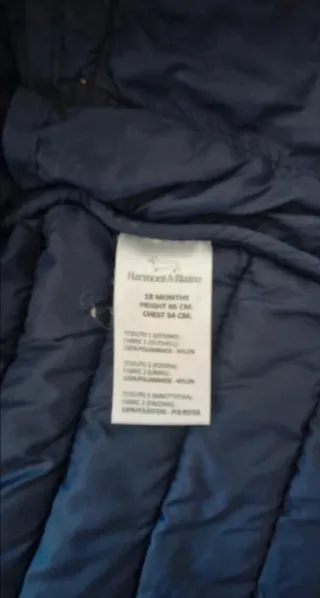 Harmont & Blaine
18 MONTHS
HEIGHT 86 CM.
CHEST 54 CM.
TESSUTO 1 (ESTERNO) -
FABRIC 1 (OUTSHELL) :
100% POLIAMMIDE - NYLON
TESSUTO 2 (FODERA) -
FABRIC 2 (LINING) :
100% POLIAMMIDE - NYLON
TESSUTO 3 (IMBOTTITURA)
FABRIC 3 (PADDING) :
100% POLIESTERE - POLYESTER